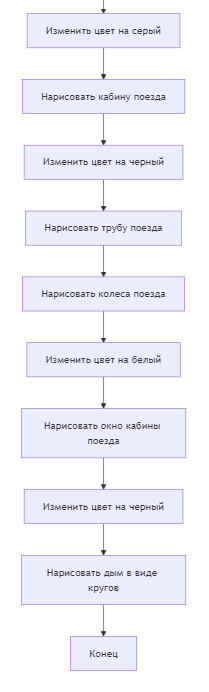 Изменить цвет на серый
Нарисовать кабину поезда
Изменить цвет на черный
Нарисовать трубу поезда
Нарисовать колеса поезда
Изменить цвет на белый
Нарисовать окно кабины
поезда
Изменить цвет на черный
Нарисовать дым в виде
кругов
Конец